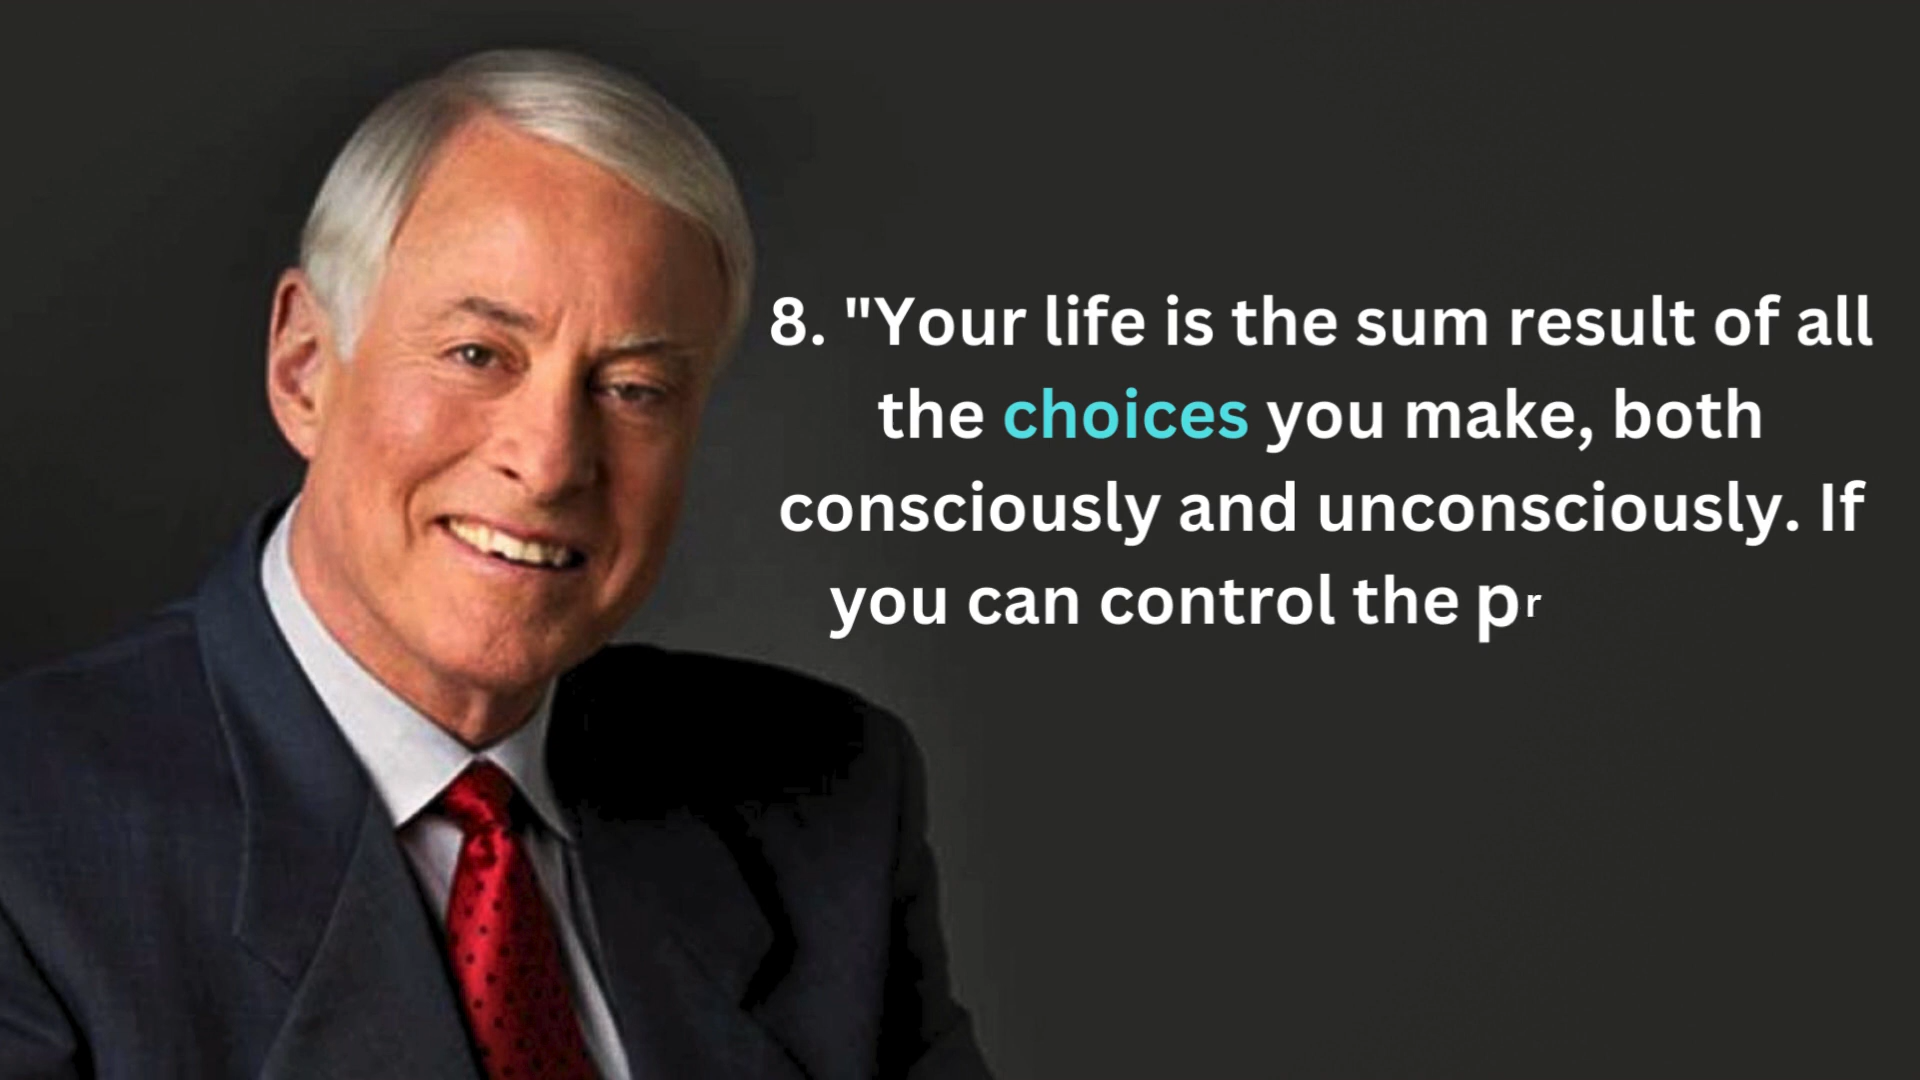 8. "Your life is the sum result of all
the choices you make, both
consciously and unconsciously. If
you can control the pr